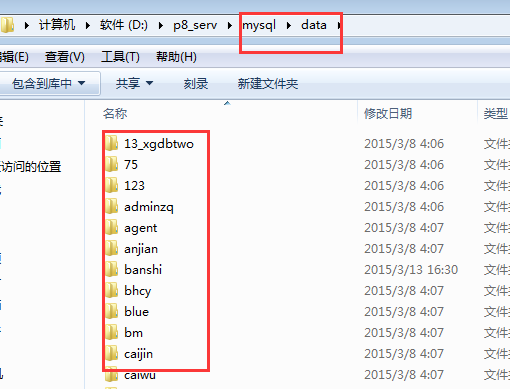 计算机 软件 (D:) p8_serv mysql data
编辑(E) 查看(V) 工具(T) 帮助(H)
包含到库中 共享 刻录 新建文件夹
名称 修改日期 类型
13_xgdbtwo 2015/3/8 4:06 文件
75 2015/3/8 4:06 文件
访问的位置 123 2015/3/8 4:06 文件
adminzq 2015/3/8 4:06 文件
agent 2015/3/8 4:07 文件
anjian 2015/3/8 4:07 文件
banshi 2015/3/13 16:30 文件
bhcy 2015/3/8 4:07 文件
blue 2015/3/8 4:07 文件
bm 2015/3/8 4:07 文件
caijin 2015/3/8 4:07 文件
caiwu 2015/3/8 4:07 文件